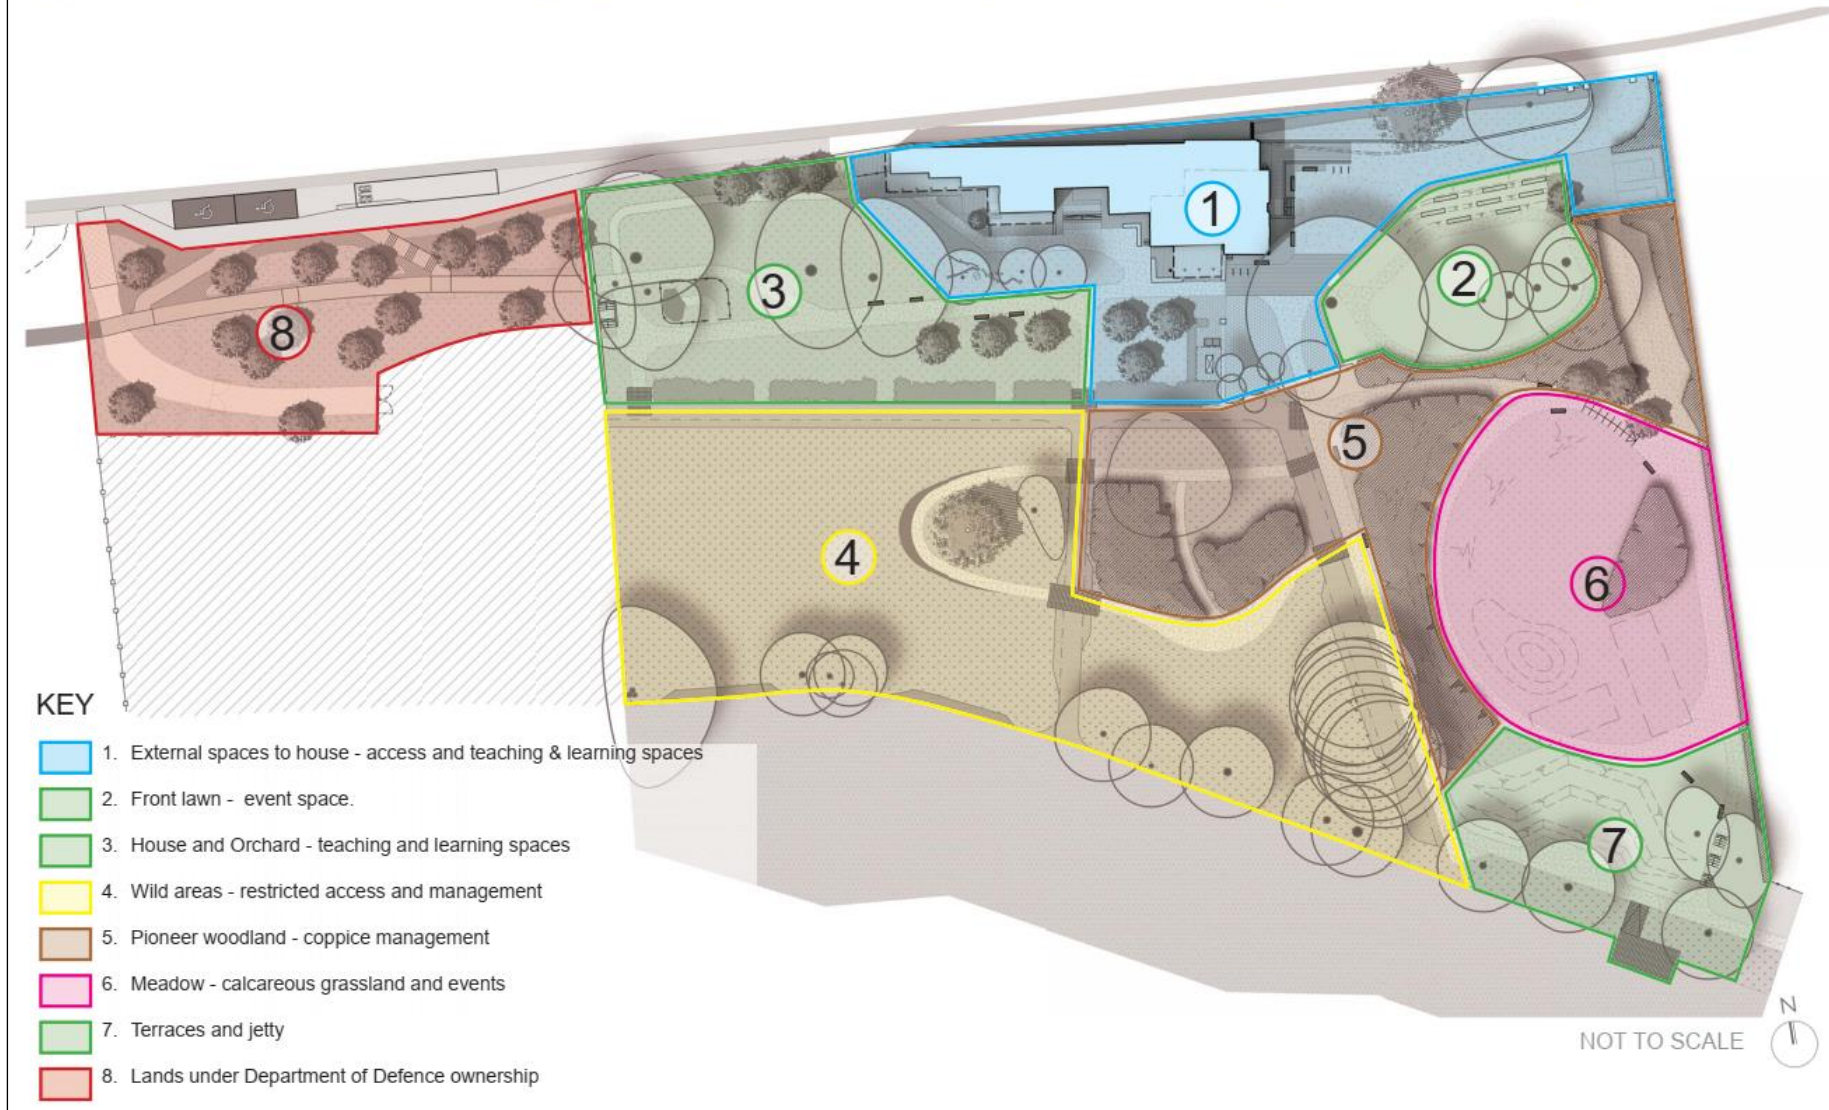 1
2
3
8
5
4
6
7
KEY
1. External spaces to house - access and teaching & learning spaces
2. Front lawn - event space.
3. House and Orchard - teaching and learning spaces
4. Wild areas - restricted access and management
5. Pioneer woodland - coppice management
6. Meadow - calcareous grassland and events
7. Terraces and jetty
8. Lands under Department of Defence ownership
N
NOT TO SCALE